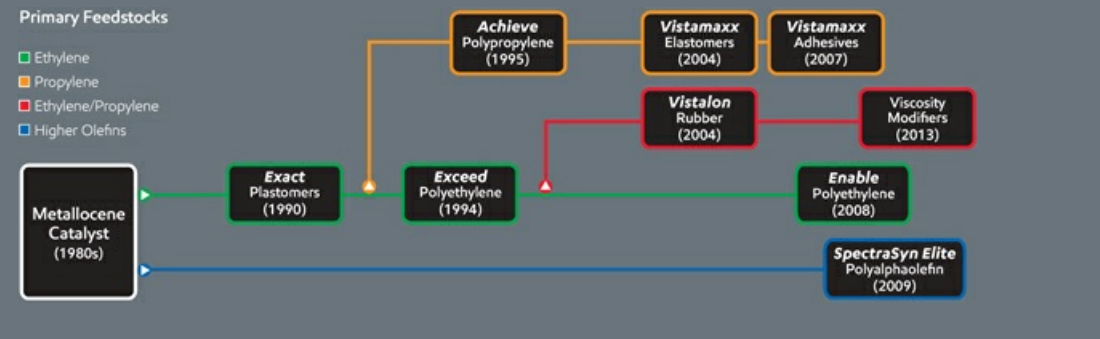 Primary Feedstocks
Ethylene
Propylene
Ethylene/Propylene
Higher Olefins
Achieve
Polypropylene
(1995)
Vistamaxx
Elastomers
(2004)
Vistamaxx
Adhesives
(2007)
Vistalon
Rubber
(2004)
Viscosity
Modifiers
(2013)
Metallocene
Catalyst
(1980s)
Exact
Plastomers
(1990)
Exceed
Polyethylene
(1994)
Enable
Polyethylene
(2008)
SpectraSyn Elite
Polyalphaolefin
(2009)